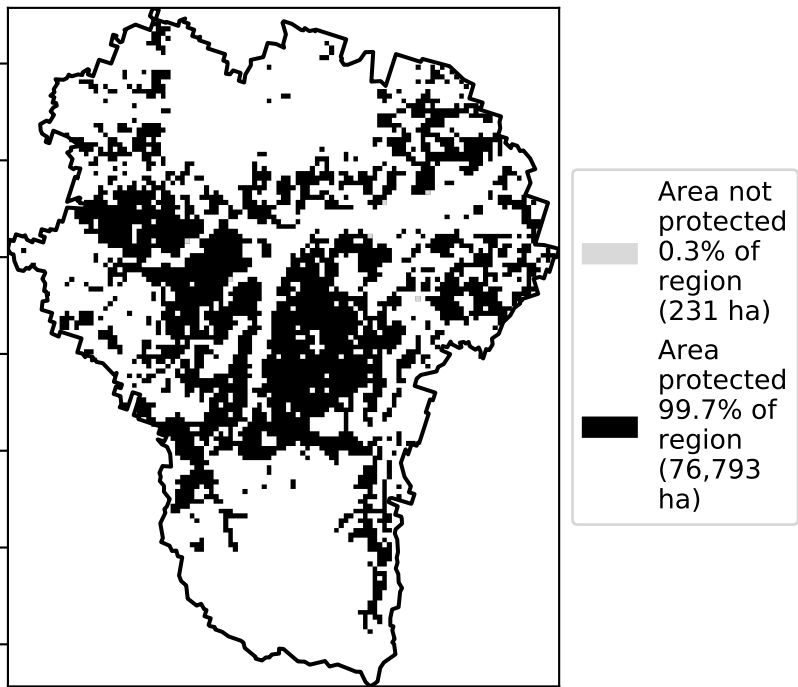 Area not
protected
0.3% of
region
(231 ha)
Area
protected
99.7% of
region
(76,793
ha)